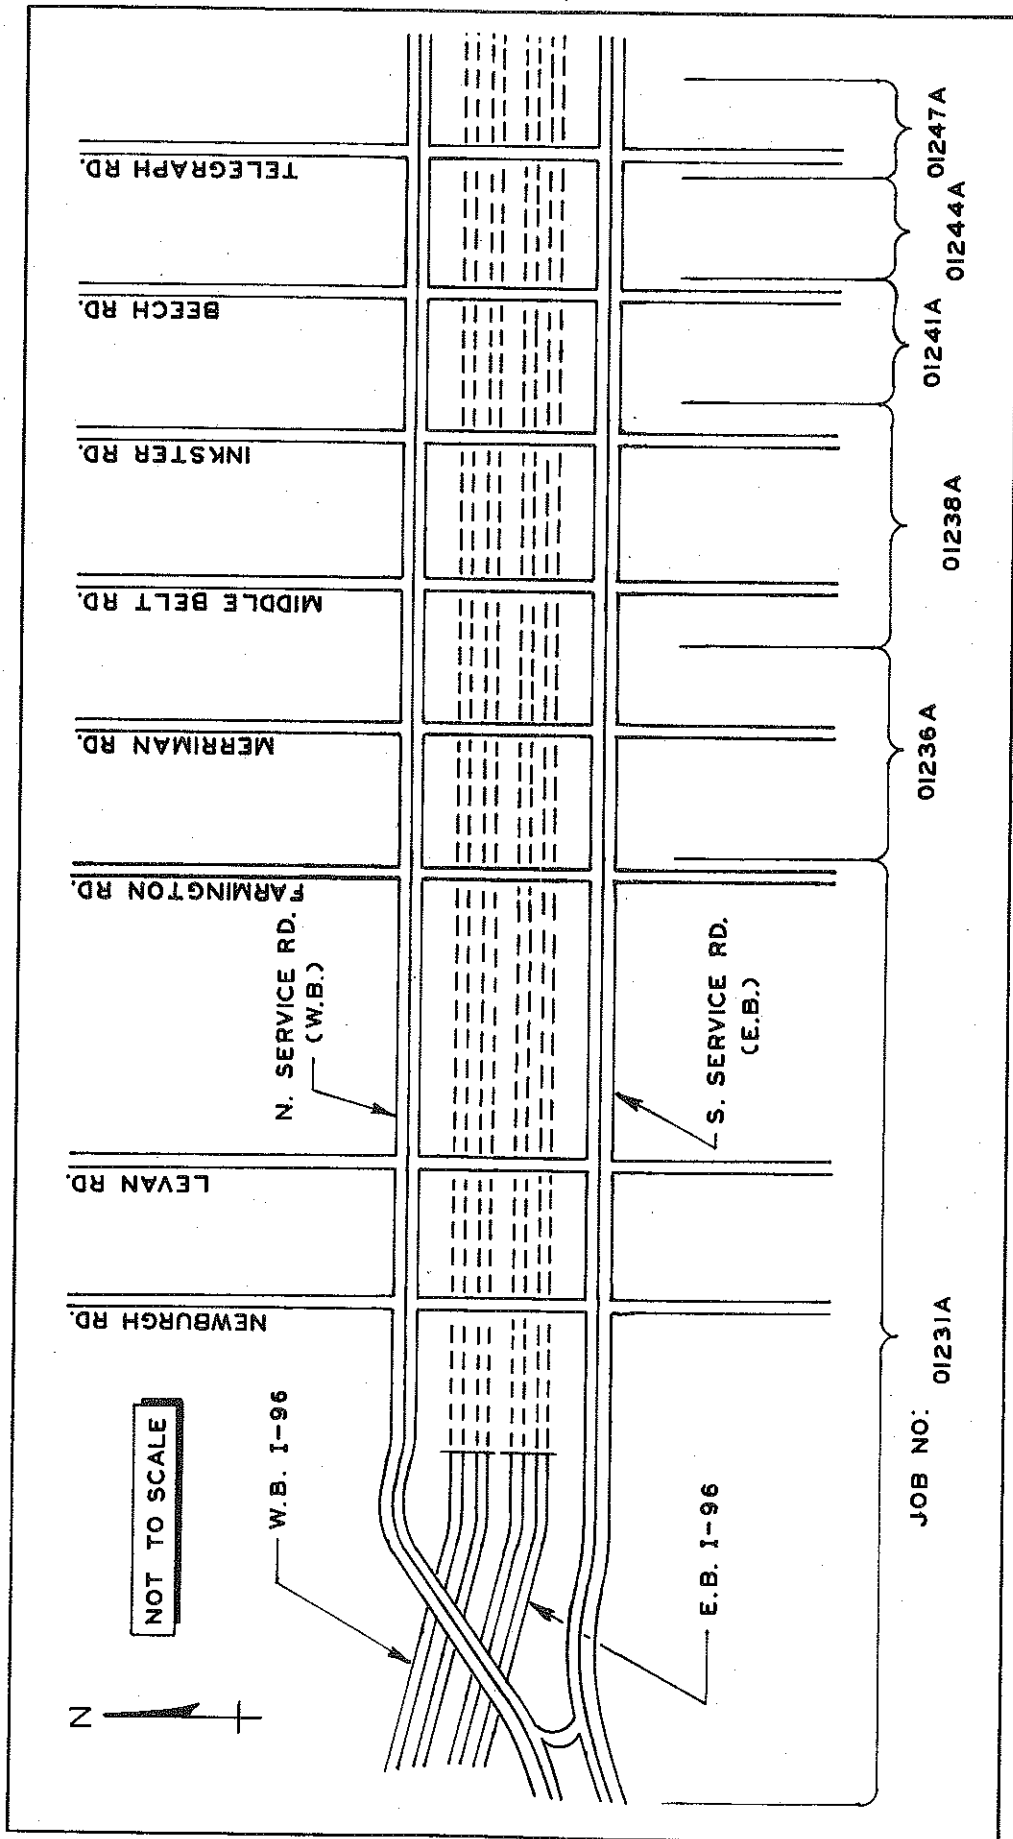 NOT TO SCALE
N
W.B. I-96
E.B. I-96
NEWBURGH RD.
LEVAN RD.
N. SERVICE RD.
(W.B.)
S. SERVICE RD.
(E.B.)
FARMINGTON RD.
MERRIMAN RD.
MIDDLE BELT RD.
INKSTER RD.
BEECH RD.
TELEGRAPH RD.
JOB NO:
01231A
01236A
01238A
01241A
01244A
01247A